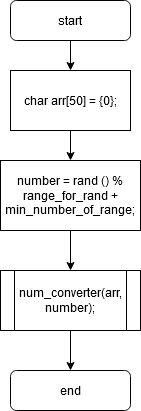 start
char arr[50] = {0};
number = rand () %
range_for_rand +
min_number_of_range;
num_converter(arr,
number);
end